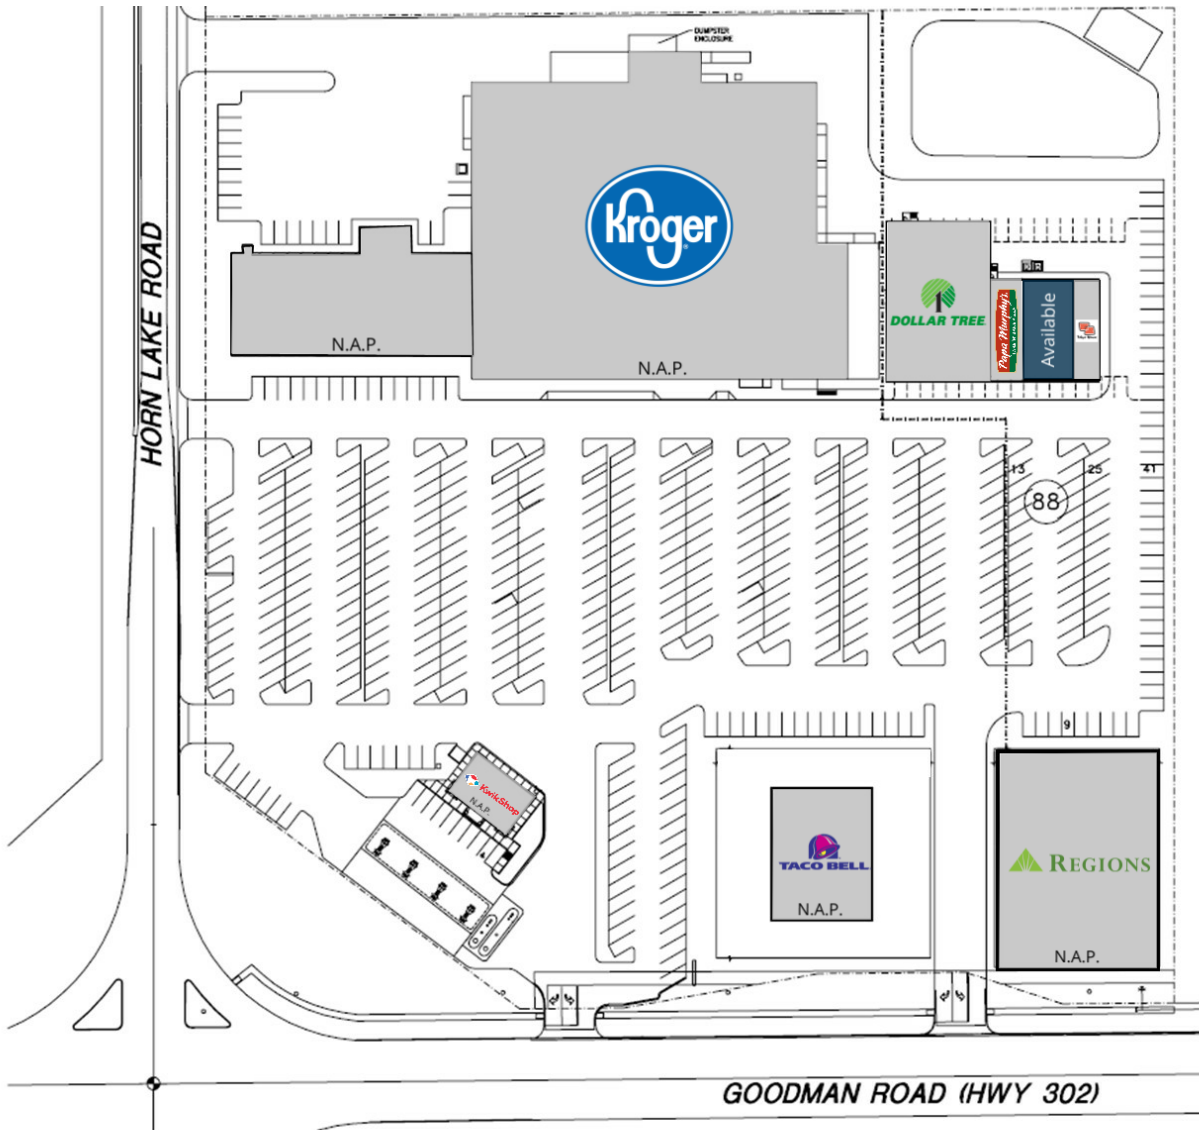 DUMPSTER
ENCLOSURE
Kroger
HORN LAKE ROAD
DOLLAR TREE
Papa Murphy's
Available
N.A.P.
N.A.P.
13
25
41
88
9
KwikShop
N.A.P.
TACO BELL
N.A.P.
REGIONS
N.A.P.
GOODMAN ROAD (HWY 302)